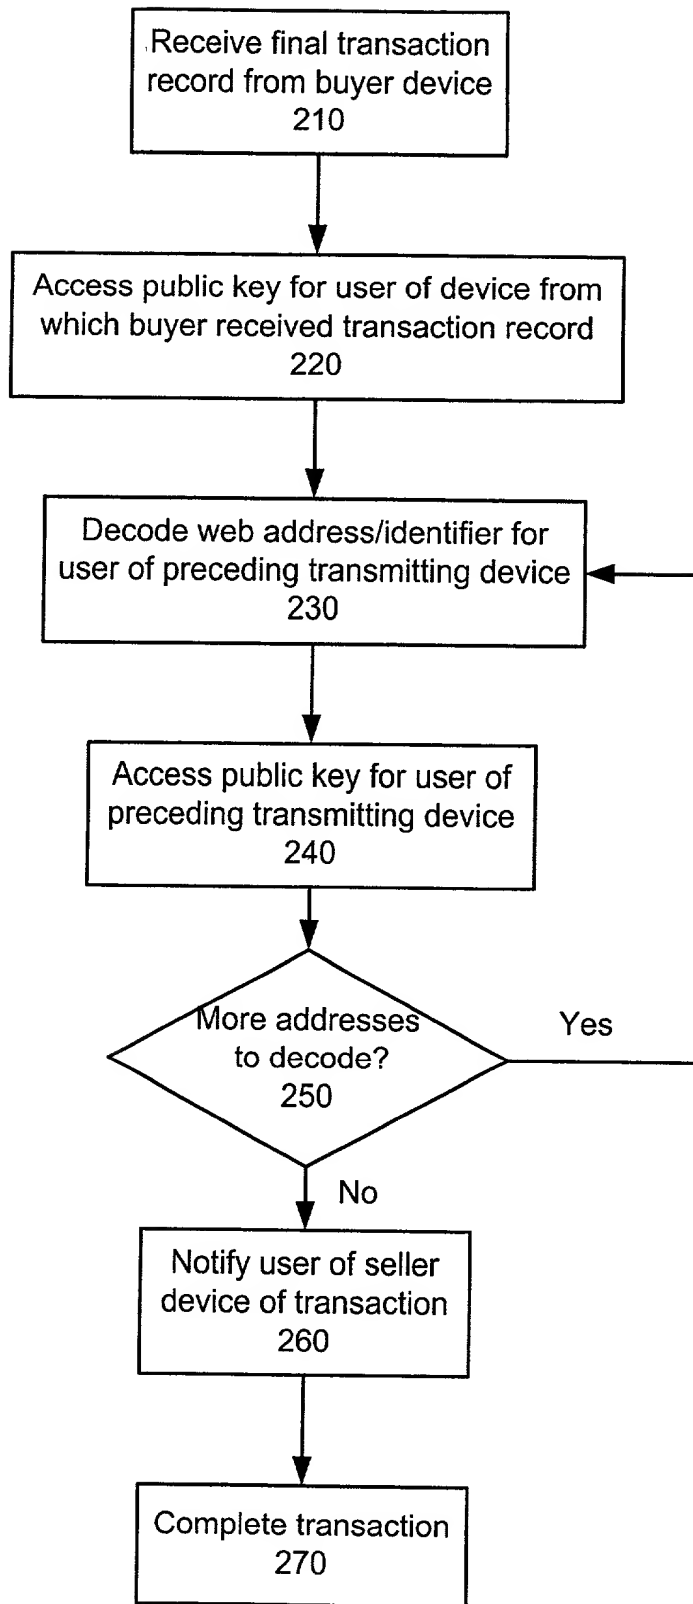 Receive final transaction
record from buyer device
210
Access public key for user of device from
which buyer received transaction record
220
Decode web address/identifier for
user of preceding transmitting device
230
Access public key for user of
preceding transmitting device
240
More addresses
to decode?
250
Yes
No
Notify user of seller
device of transaction
260
Complete transaction
270